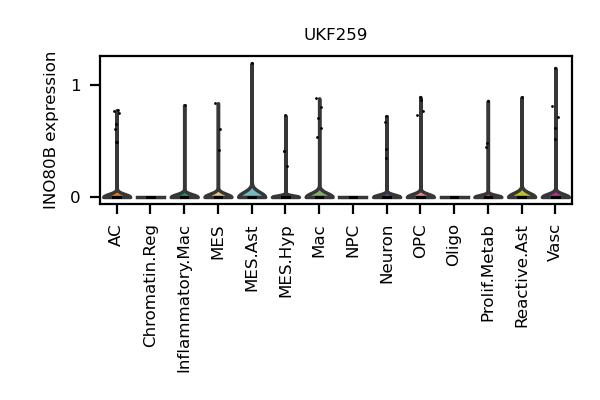 UKF259
INO80B expression
1
0
AC
Chromatin.Reg
Inflammatory.Mac
MES
MES.Ast
MES.Hyp
Mac
NPC
Neuron
OPC
Oligo
Prolif.Metab
Reactive.Ast
Vasc